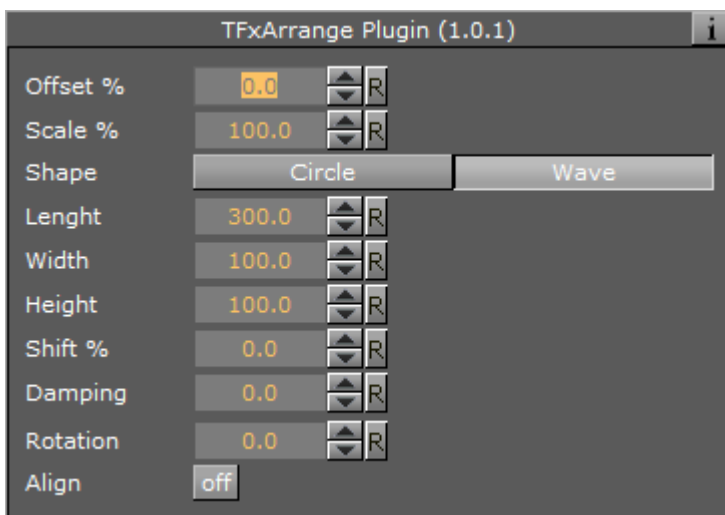 TFxArrange Plugin (1.0.1) i
Offset % 0.0 R
Scale % 100.0 R
Shape Circle Wave
Lenght 300.0 R
Width 100.0 R
Height 100.0 R
Shift % 0.0 R
Damping 0.0 R
Rotation 0.0 R
Align off